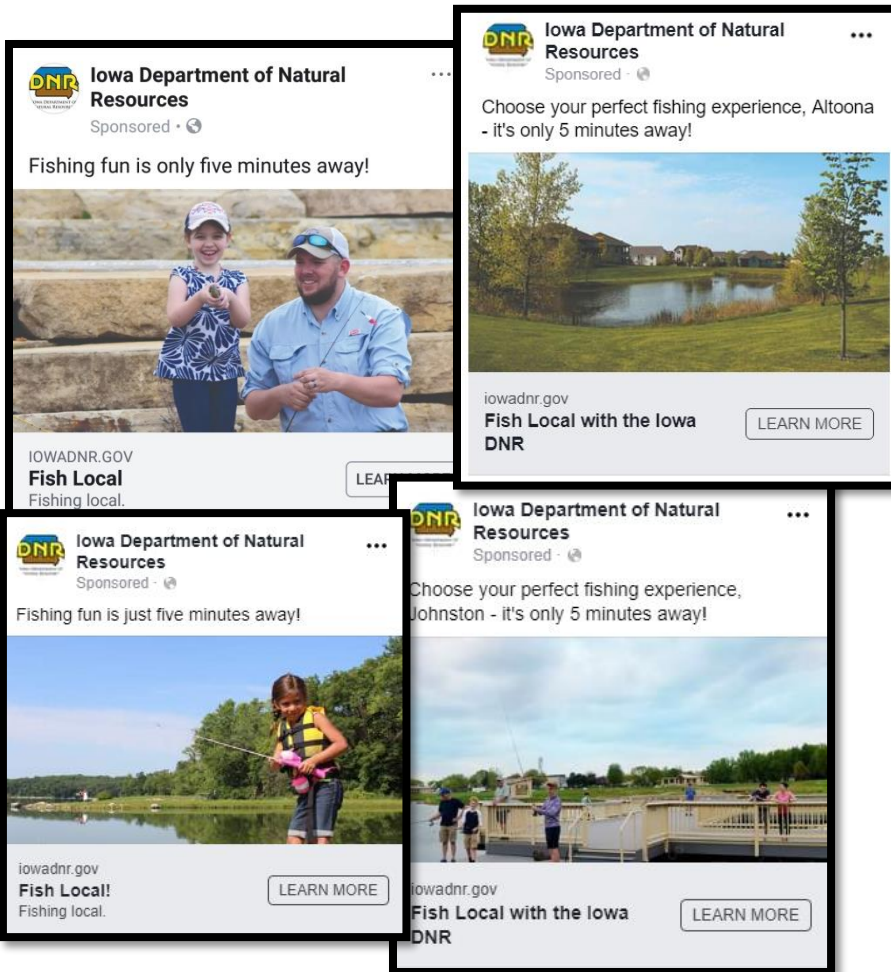 DNR
Iowa Department of Natural
Resources
Sponsored ·
Fishing fun is only five minutes away!
IOWADNR.GOV
Fish Local
Fishing local.
DNR
Iowa Department of Natural
Resources
Sponsored ·
Choose your perfect fishing experience, Altoona
- it's only 5 minutes away!
iowadnr.gov
Fish Local with the Iowa
DNR
LEARN MORE
DNR
Iowa Department of Natural
Resources
Sponsored ·
Fishing fun is just five minutes away!
iowadnr.gov
Fish Local!
Fishing local.
LEARN MORE
DNR
Iowa Department of Natural
Resources
Sponsored ·
Choose your perfect fishing experience,
Johnston - it's only 5 minutes away!
iowadnr.gov
Fish Local with the Iowa
DNR
LEARN MORE